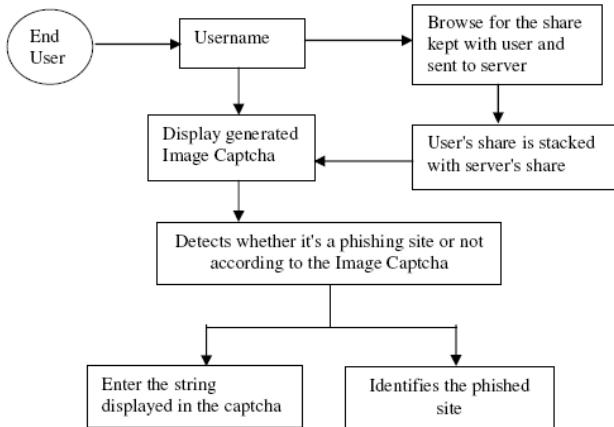 End
User
Username
Browse for the share
kept with user and
sent to server
Display generated
Image Captcha
User's share is stacked
with server's share
Detects whether it's a phishing site or not
according to the Image Captcha
Enter the string
displayed in the captcha
Identifies the phished
site